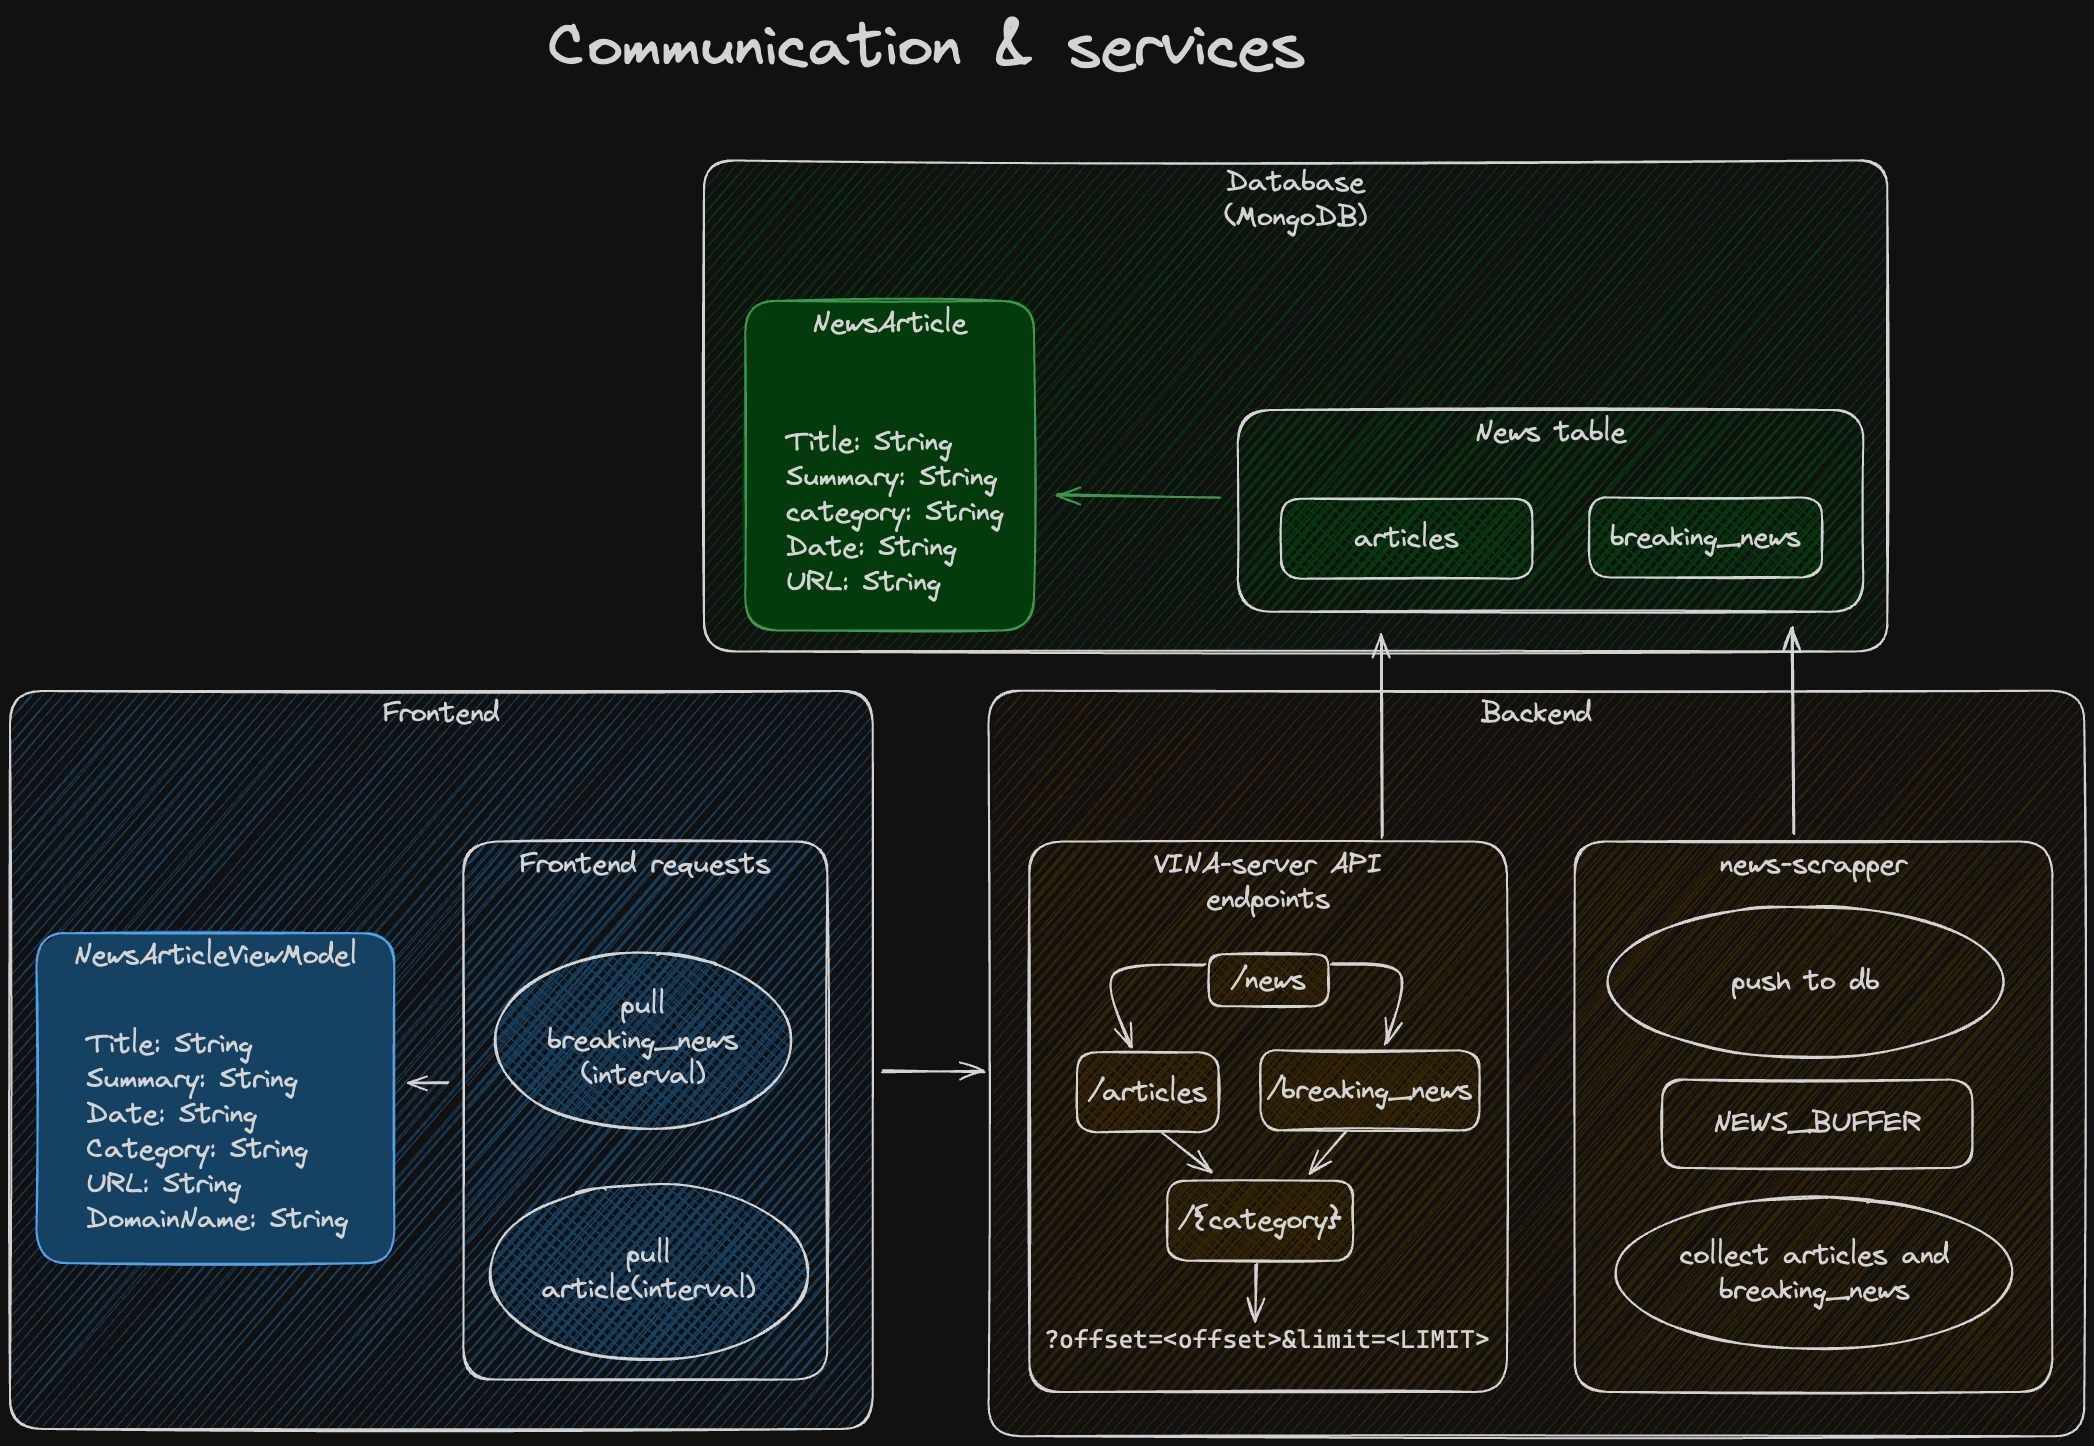 Communication & services
Database
(MongoDB)
NewsArticle
Title: String
Summary: String
category: String
Date: String
URL: String
News table
articles
breaking_news
Frontend
NewsArticleViewModel
Title: String
Summary: String
Date: String
Category: String
URL: String
DomainName: String
Frontend requests
pull
breaking_news
(interval)
pull
article(interval)
Backend
VINA-server API
endpoints
/news
/articles
/breaking_news
/{category}
?offset=<offset>&limit=<LIMIT>
news-scrapper
push to db
NEWS_BUFFER
collect articles and
breaking_news